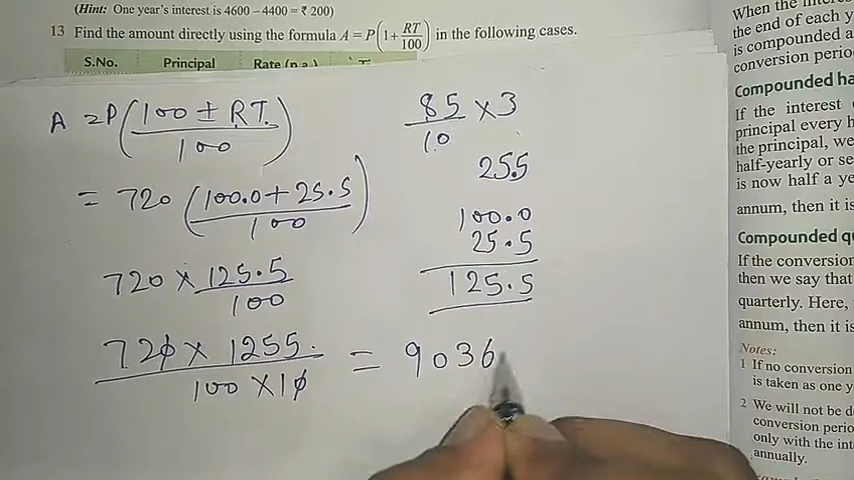 (Hint: One year's interest is 4600 – 4400 = ₹ 200)
13 Find the amount directly using the formula A = P(1 + RT/100) in the following cases.
S.No. Principal Rate (p.a.)
A = P(100 ± RT./100)
= 720 (100.0 + 25.5/100)
720 × 125.5/100
720 × 1255./100 × 10 = 9036
85/10 × 3
25.5
100.0
25.5
125.5
When the
the end of each y
is compounded a
conversion period
Compounded ha
If the interest
principal every h
the principal, we
half-yearly or se
is now half a ye
annum, then it is
Compounded qu
If the conversion
then we say that
quarterly. Here,
annum, then it is
Notes:
1 If no conversion
is taken as one y
2 We will not be d
conversion perio
only with the int
annually.